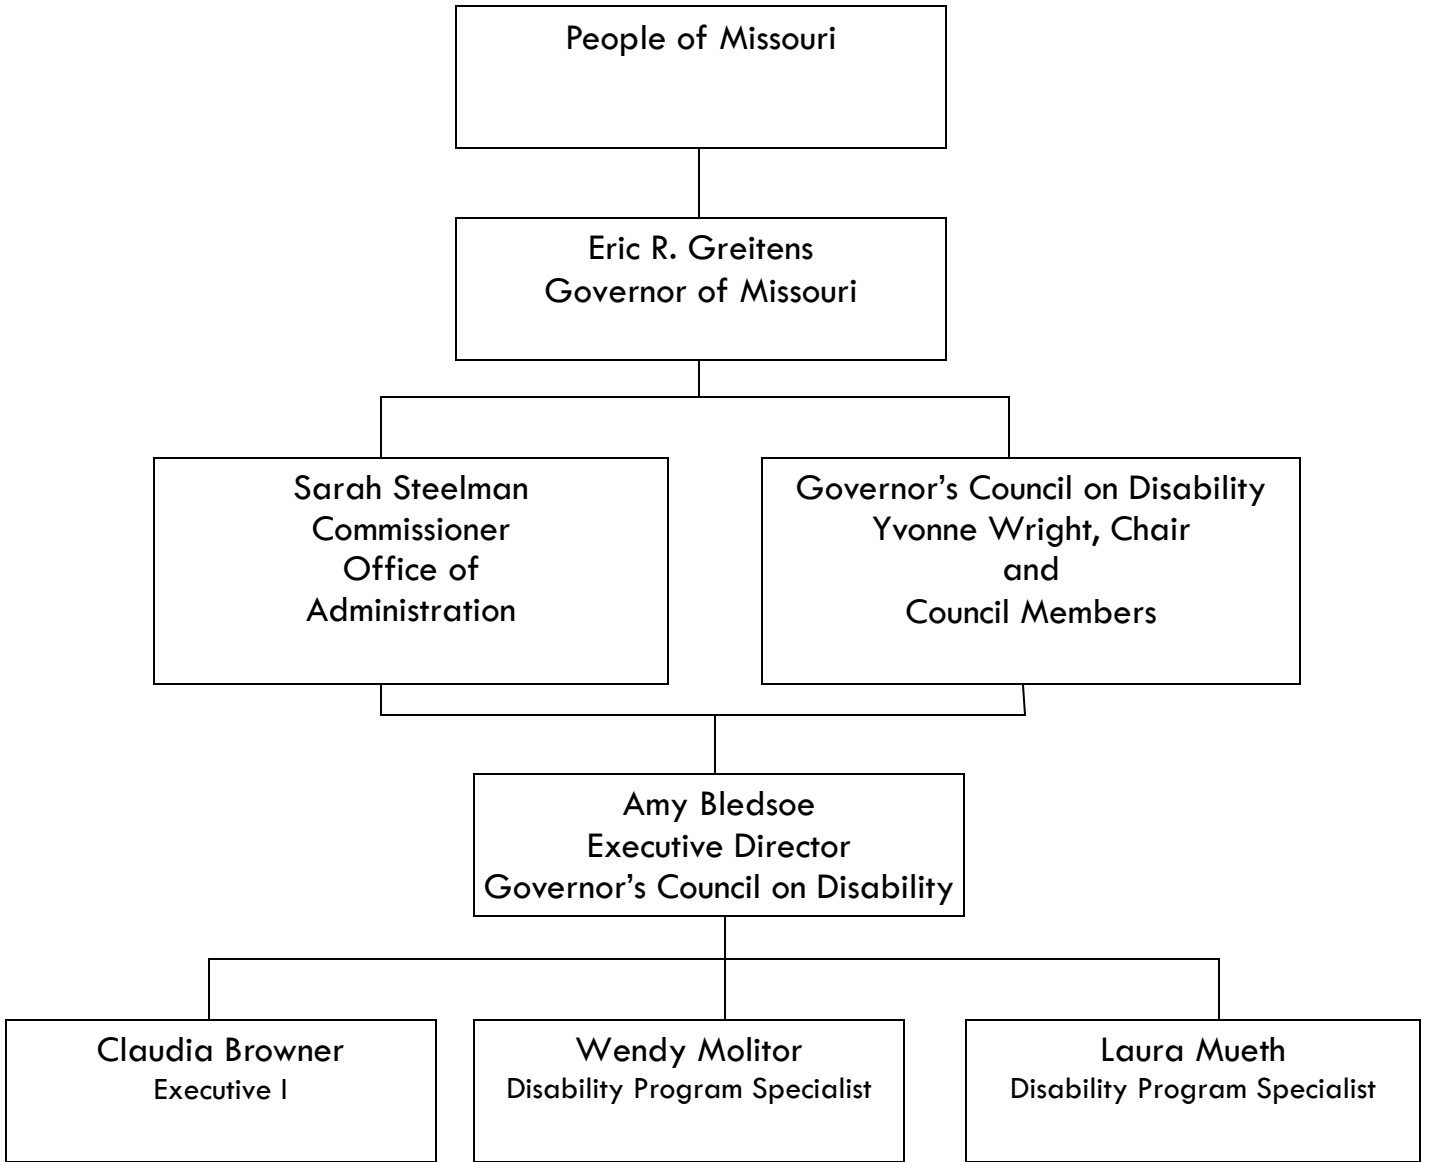 People of Missouri
Eric R. Greitens
Governor of Missouri
Sarah Steelman
Commissioner
Office of
Administration
Governor’s Council on Disability
Yvonne Wright, Chair
and
Council Members
Amy Bledsoe
Executive Director
Governor’s Council on Disability
Claudia Browner
Executive I
Wendy Molitor
Disability Program Specialist
Laura Mueth
Disability Program Specialist